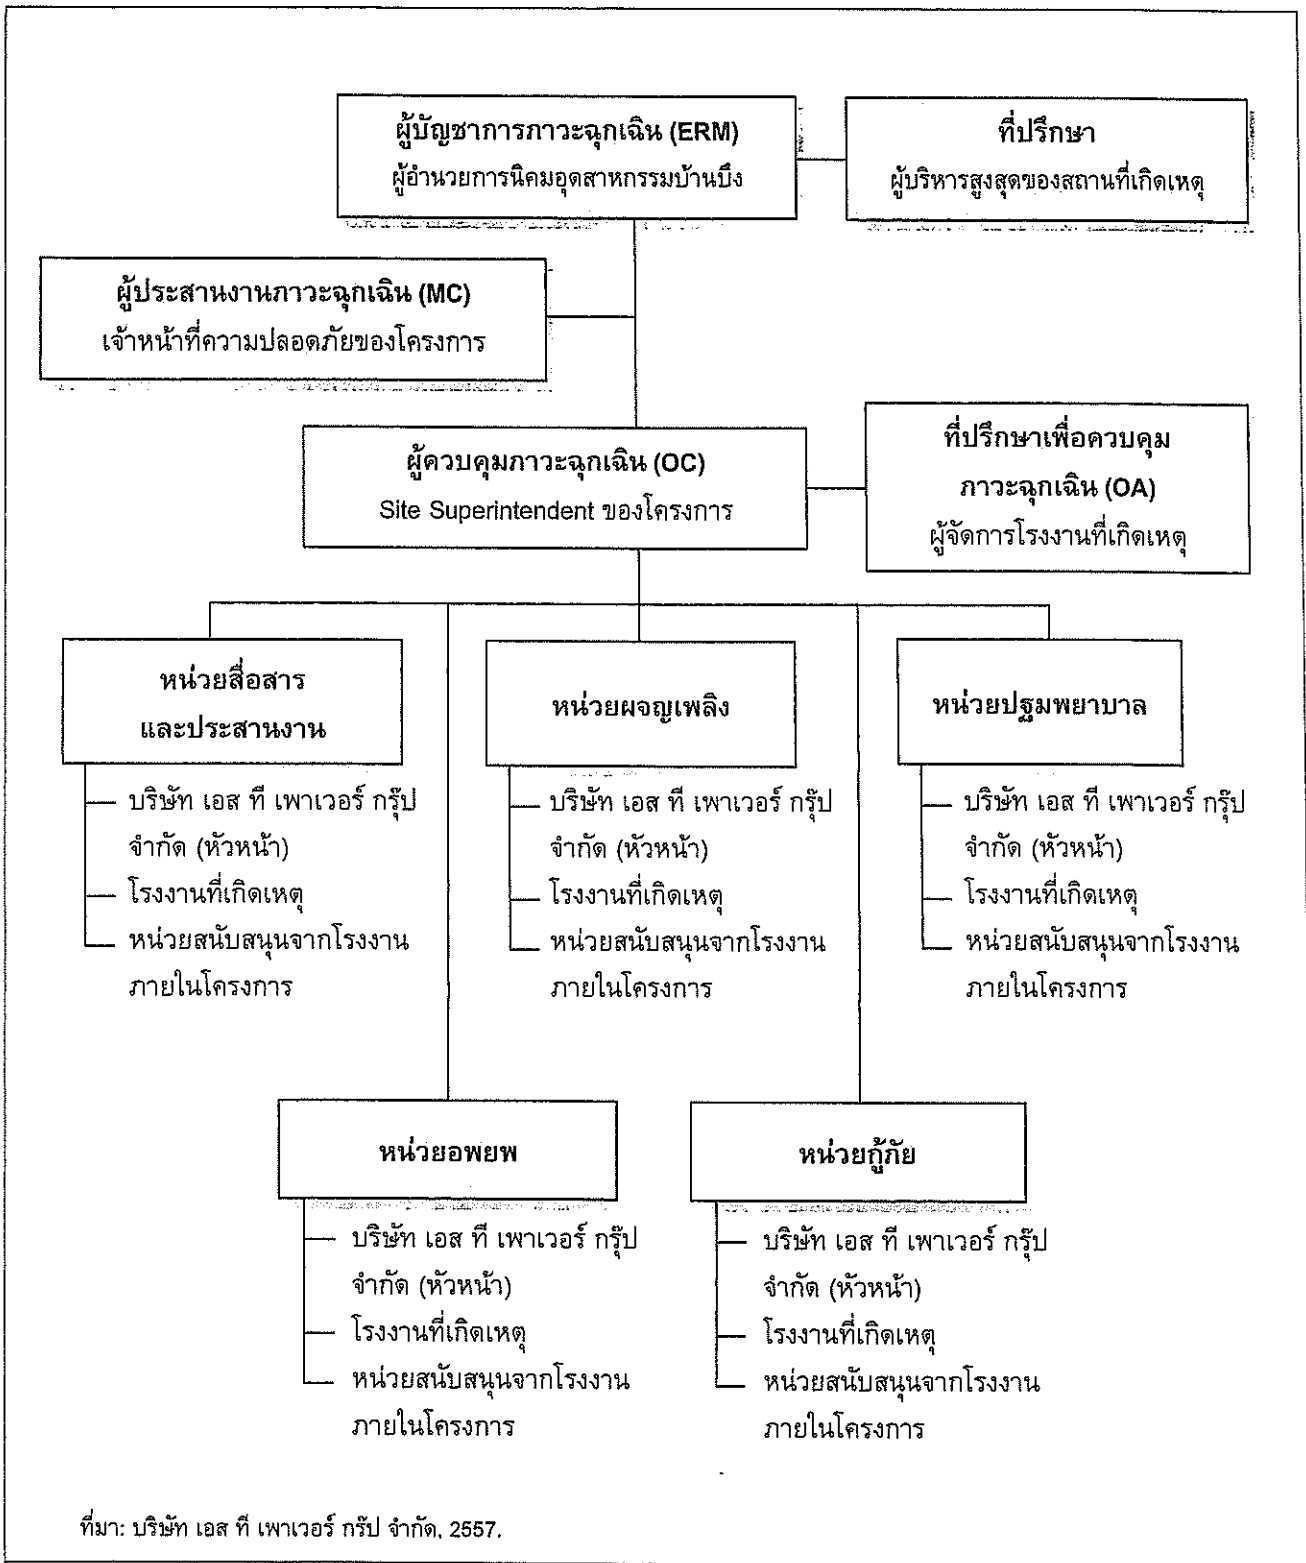 ผู้บัญชาการภาวะฉุกเฉิน (ERM)
ผู้อำนวยการนิคมอุตสาหกรรมบ้านบึง
ที่ปรึกษา
ผู้บริหารสูงสุดของสถานที่เกิดเหตุ
ผู้ประสานงานภาวะฉุกเฉิน (MC)
เจ้าหน้าที่ความปลอดภัยของโครงการ
ผู้ควบคุมภาวะฉุกเฉิน (OC)
Site Superintendent ของโครงการ
ที่ปรึกษาเพื่อควบคุม
ภาวะฉุกเฉิน (OA)
ผู้จัดการโรงงานที่เกิดเหตุ
หน่วยสื่อสาร
และประสานงาน
บริษัท เอส ที เพาเวอร์ กรุ๊ป
จำกัด (หัวหน้า)
โรงงานที่เกิดเหตุ
หน่วยสนับสนุนจากโรงงาน
ภายในโครงการ
หน่วยผจญเพลิง
บริษัท เอส ที เพาเวอร์ กรุ๊ป
จำกัด (หัวหน้า)
โรงงานที่เกิดเหตุ
หน่วยสนับสนุนจากโรงงาน
ภายในโครงการ
หน่วยปฐมพยาบาล
บริษัท เอส ที เพาเวอร์ กรุ๊ป
จำกัด (หัวหน้า)
โรงงานที่เกิดเหตุ
หน่วยสนับสนุนจากโรงงาน
ภายในโครงการ
หน่วยอพยพ
บริษัท เอส ที เพาเวอร์ กรุ๊ป
จำกัด (หัวหน้า)
โรงงานที่เกิดเหตุ
หน่วยสนับสนุนจากโรงงาน
ภายในโครงการ
หน่วยกู้ภัย
บริษัท เอส ที เพาเวอร์ กรุ๊ป
จำกัด (หัวหน้า)
โรงงานที่เกิดเหตุ
หน่วยสนับสนุนจากโรงงาน
ภายในโครงการ
ที่มา: บริษัท เอส ที เพาเวอร์ กรุ๊ป จำกัด, 2557.